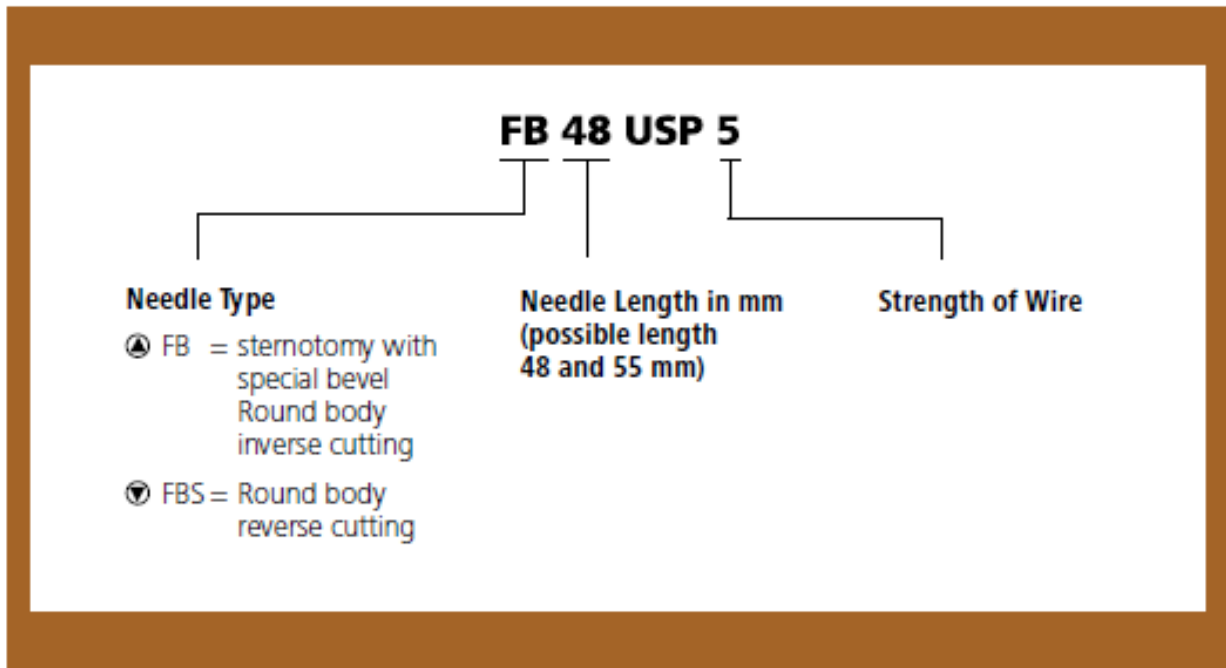 FB 48 USP 5
Needle Type
FB = sternotomy with
special bevel
Round body
inverse cutting
FBS = Round body
reverse cutting
Needle Length in mm
(possible length
48 and 55 mm)
Strength of Wire